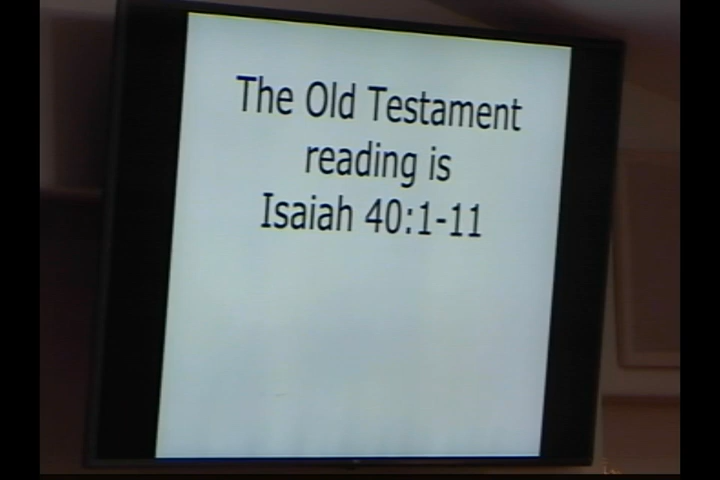 The Old Testament
reading is
Isaiah 40:1-11